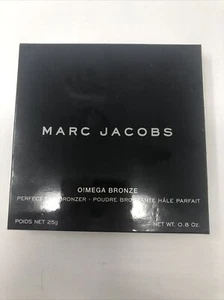 MARC JACOBS
O!MEGA BRONZE
PERFECT BRONZER - POUDRE BRONZANTE HÂLE PARFAIT
POIDS NET 25g NET WT. 0.8 Oz.